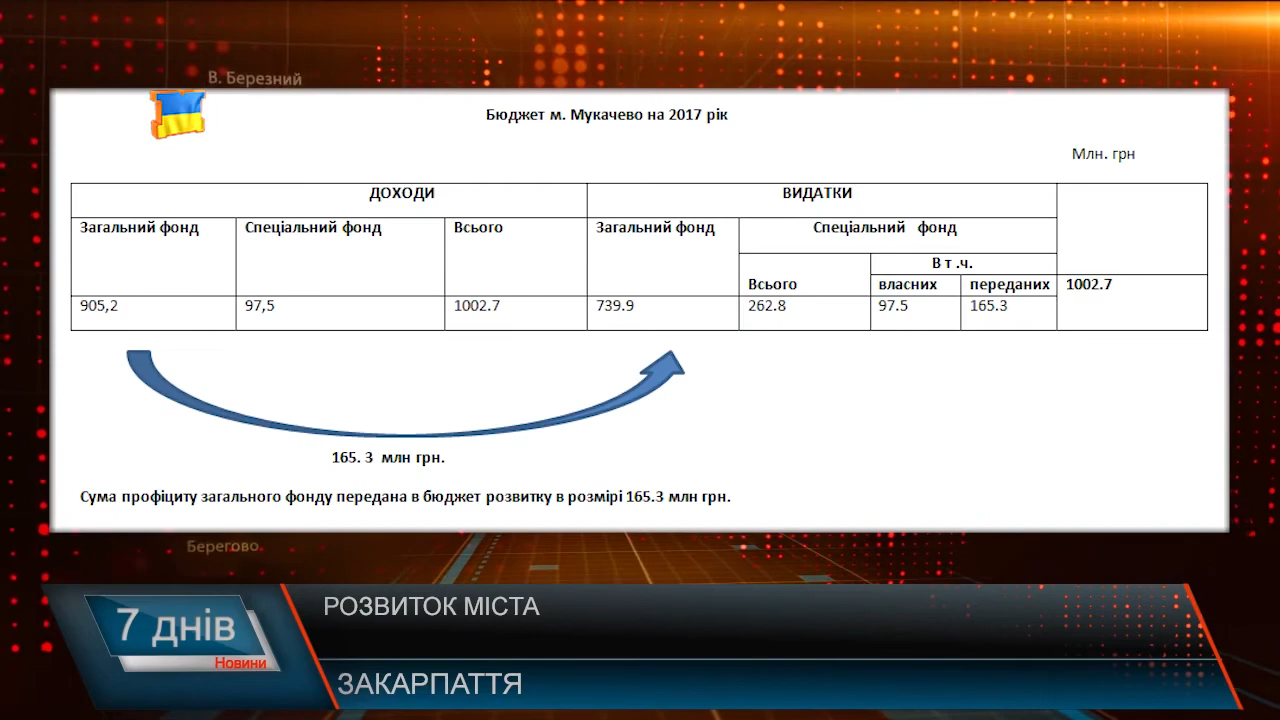 В. Березний
Бюджет м. Мукачево на 2017 рік
Млн. грн
ДОХОДИ ВИДАТКИ
Загальний фонд Спеціальний фонд Всього Загальний фонд Спеціальний фонд
В т .ч.
Всього власних переданих 1002.7
905,2 97,5 1002.7 739.9 262.8 97.5 165.3
165. 3 млн грн.
Сума профіциту загального фонду передана в бюджет розвитку в розмірі 165.3 млн грн.
Берегово
7 днів
Новини
РОЗВИТОК МІСТА
ЗАКАРПАТТЯ